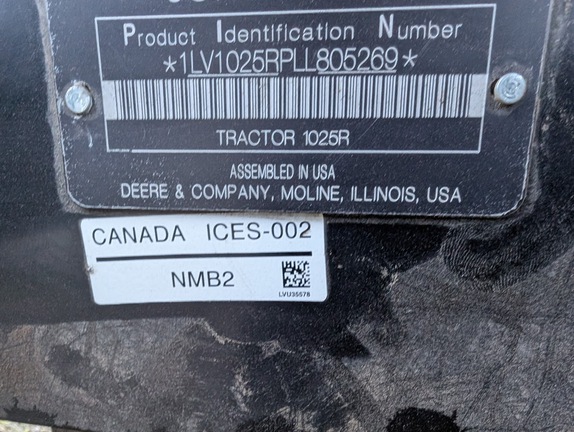 Product Identification Number
*1LV1025RPLL805269*
TRACTOR 1025R
ASSEMBLED IN USA
DEERE & COMPANY, MOLINE, ILLINOIS, USA
CANADA ICES-002
NMB2
LVU35578